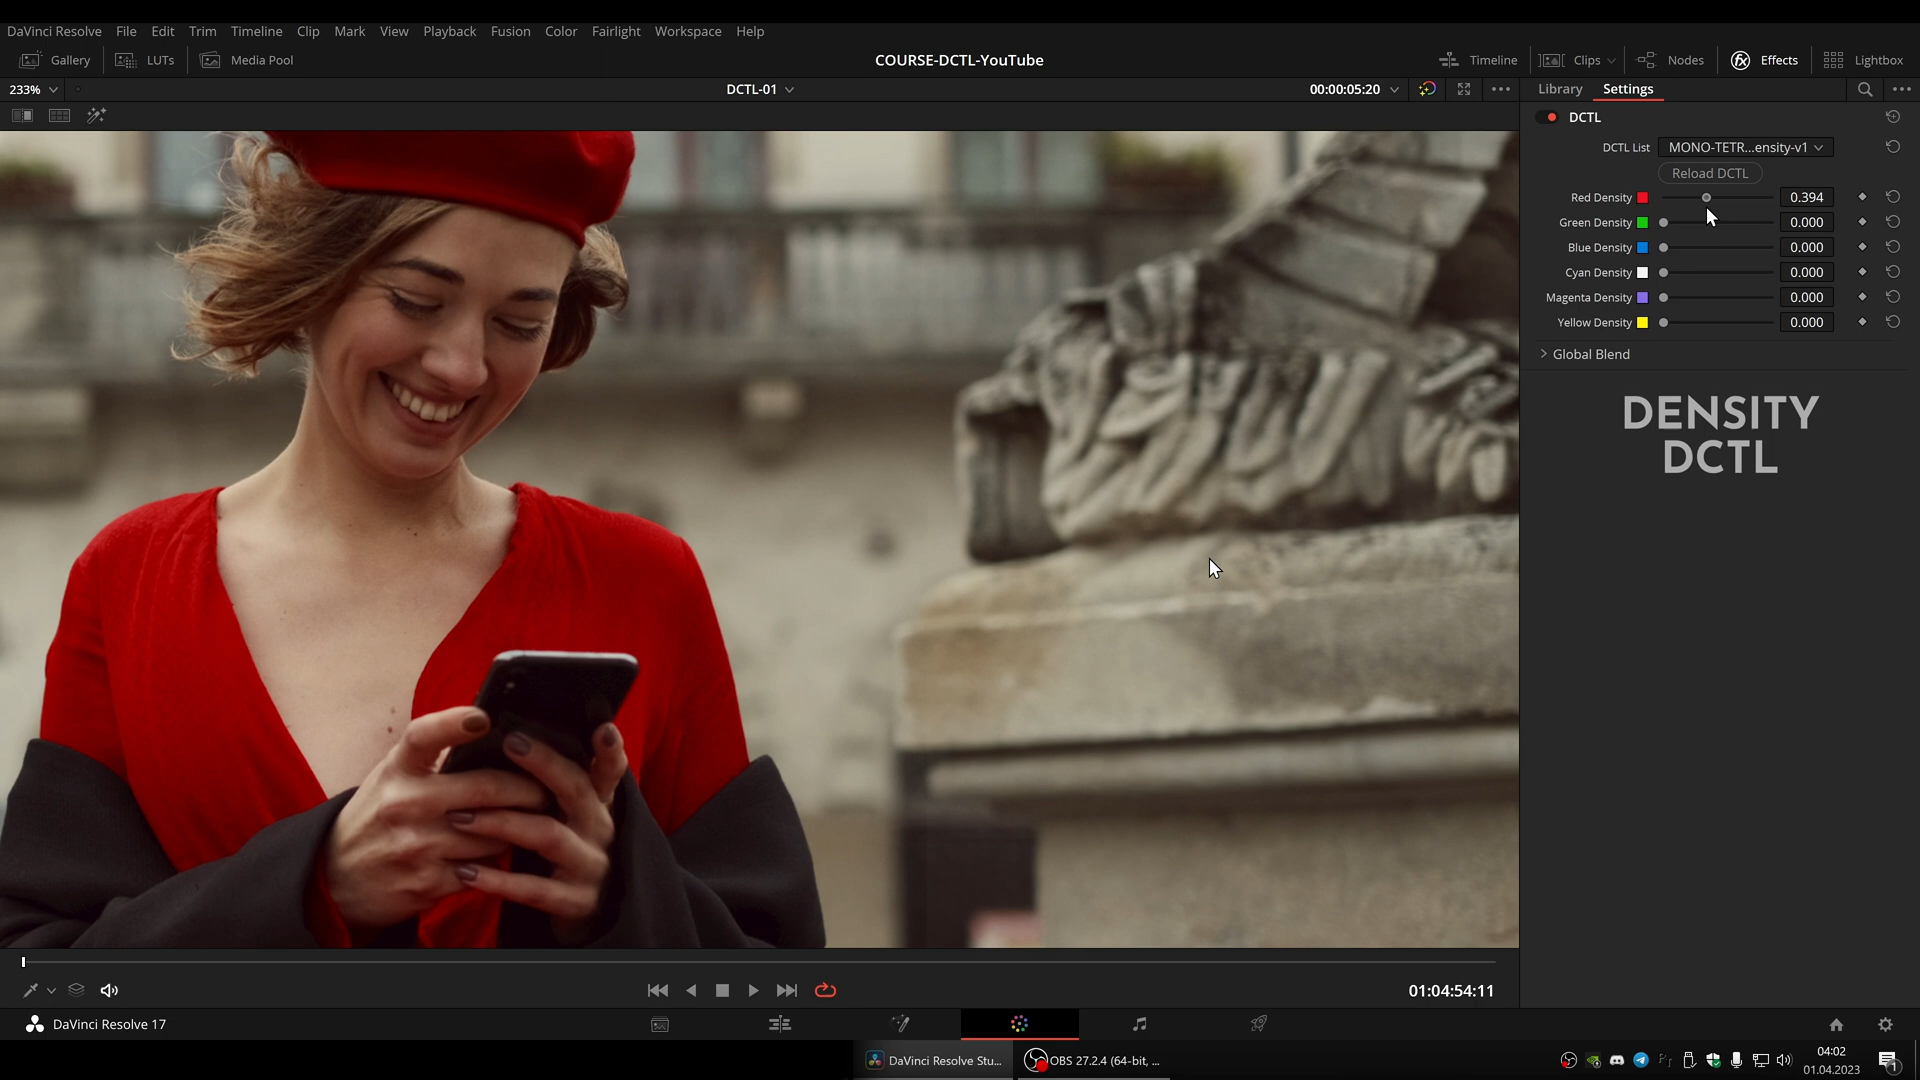 DaVinci Resolve File Edit Trim Timeline Clip Mark View Playback Fusion Color Fairlight Workspace Help
Gallery LUTs Media Pool COURSE-DCTL-YouTube Timeline Clips Nodes Effects Lightbox
233% DCTL-01 00:00:05:20 Library Settings
DCTL
DCTL List MONO-TETR...ensity-v1
Reload DCTL
Red Density 0.394
Green Density 0.000
Blue Density 0.000
Cyan Density 0.000
Magenta Density 0.000
Yellow Density 0.000
Global Blend
DENSITY
DCTL
01:04:54:11
DaVinci Resolve 17
DaVinci Resolve Stu... OBS 27.2.4 (64-bit, ...
04:02
01.04.2023
1